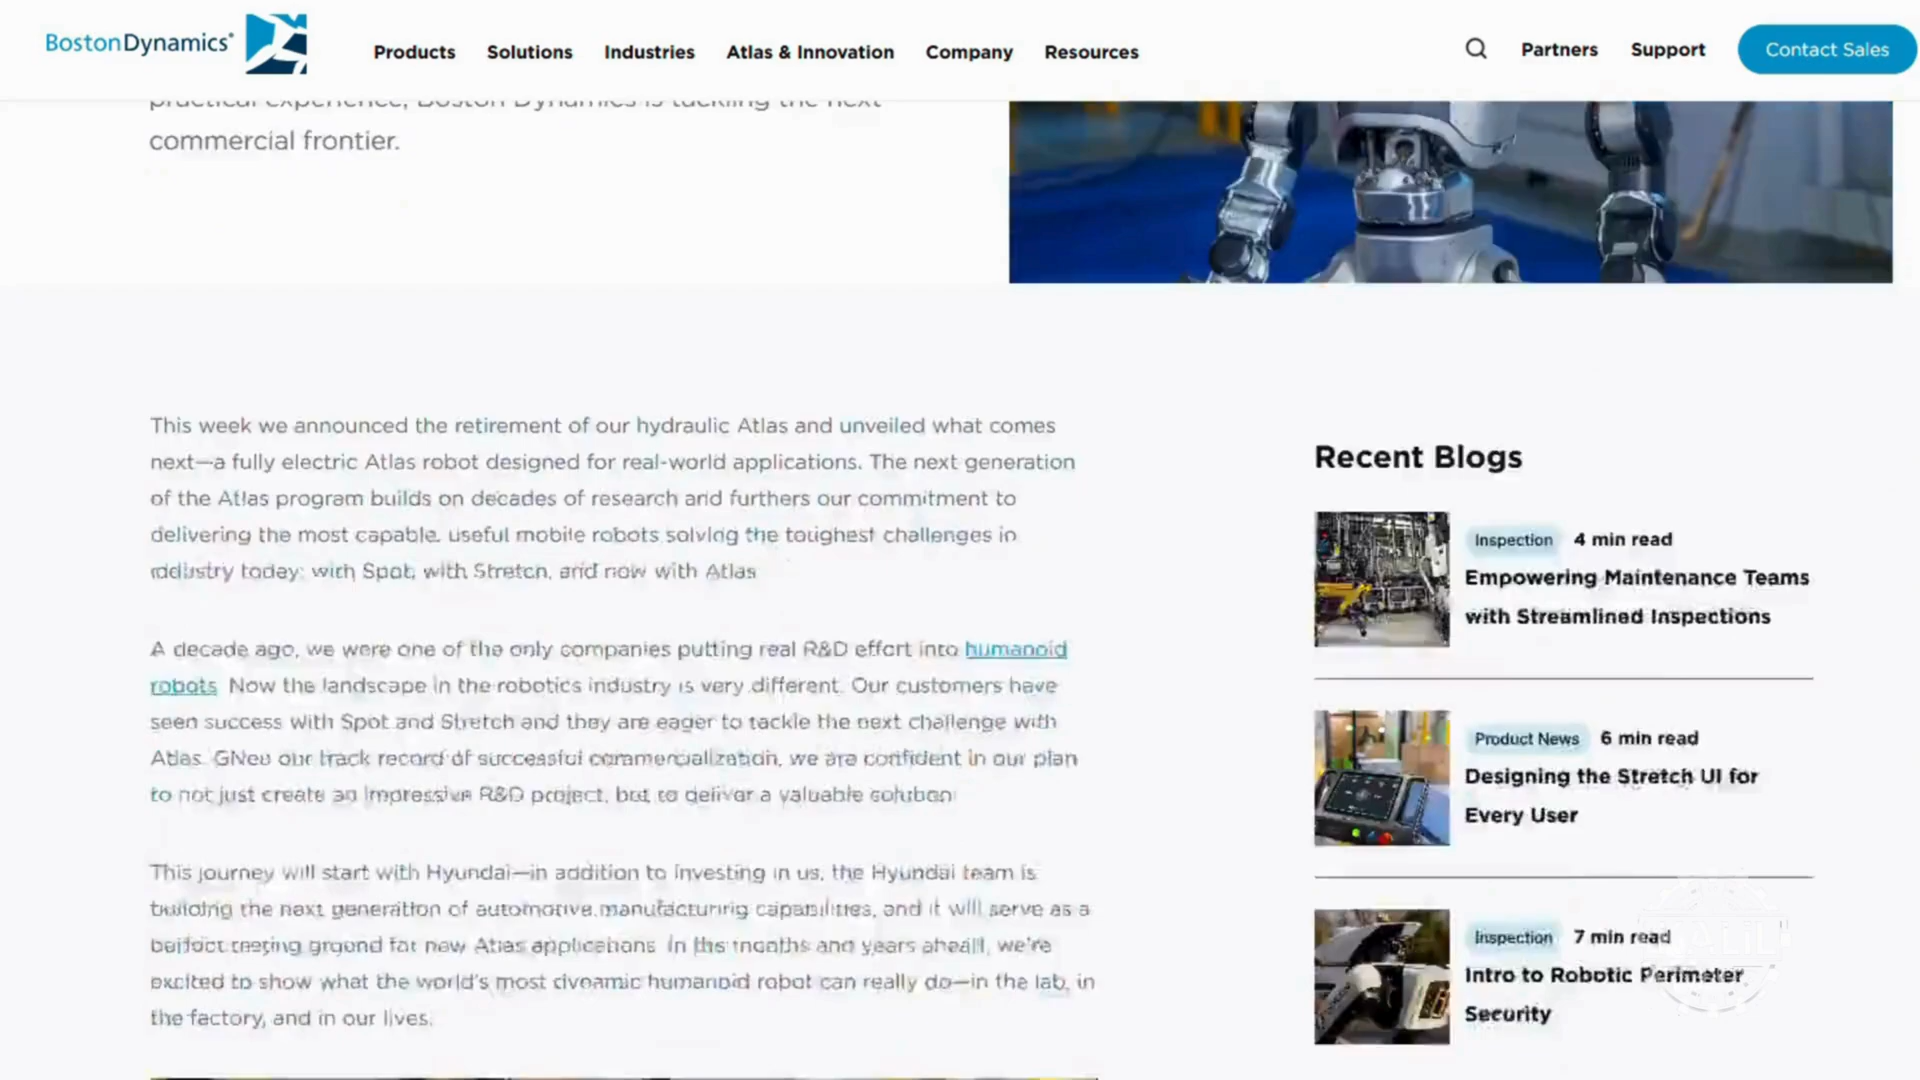 BostonDynamics
Products Solutions Industries Atlas & Innovation Company Resources
Partners Support Contact Sales
practical experience, Boston Dynamics is tackling the next
commercial frontier.
This week we announced the retirement of our hydraulic Atlas and unveiled what comes
next—a fully electric Atlas robot designed for real-world applications. The next generation
of the Atlas program builds on decades of research and furthers our commitment to
delivering the most capable, useful mobile robots solving the toughest challenges in
industry today: with Spot, with Stretch, and now with Atlas
A decade ago, we were one of the only companies putting real R&D effort into humanoid
robots. Now the landscape in the robotics industry is very different. Our customers have
seen success with Spot and Stretch and they are eager to tackle the next challenge with
Atlas. our track record of successful commercialization, we are confident in our plan
to not just create an impressive R&D project, but to deliver a valuable solution
This journey will start with Hyundai—in addition to investing in us, the Hyundai team is
building the next generation of automotive manufacturing capabilities, and it will serve as a
testing ground for new Atlas applications. In the months and years ahead, we're
excited to show what the world's most dynamic humanoid robot can really do—in the lab, in
the factory, and in our lives.
Recent Blogs
Inspection 4 min read
Empowering Maintenance Teams
with Streamlined Inspections
Product News 6 min read
Designing the Stretch UI for
Every User
Inspection 7 min read
Intro to Robotic Perimeter
Security